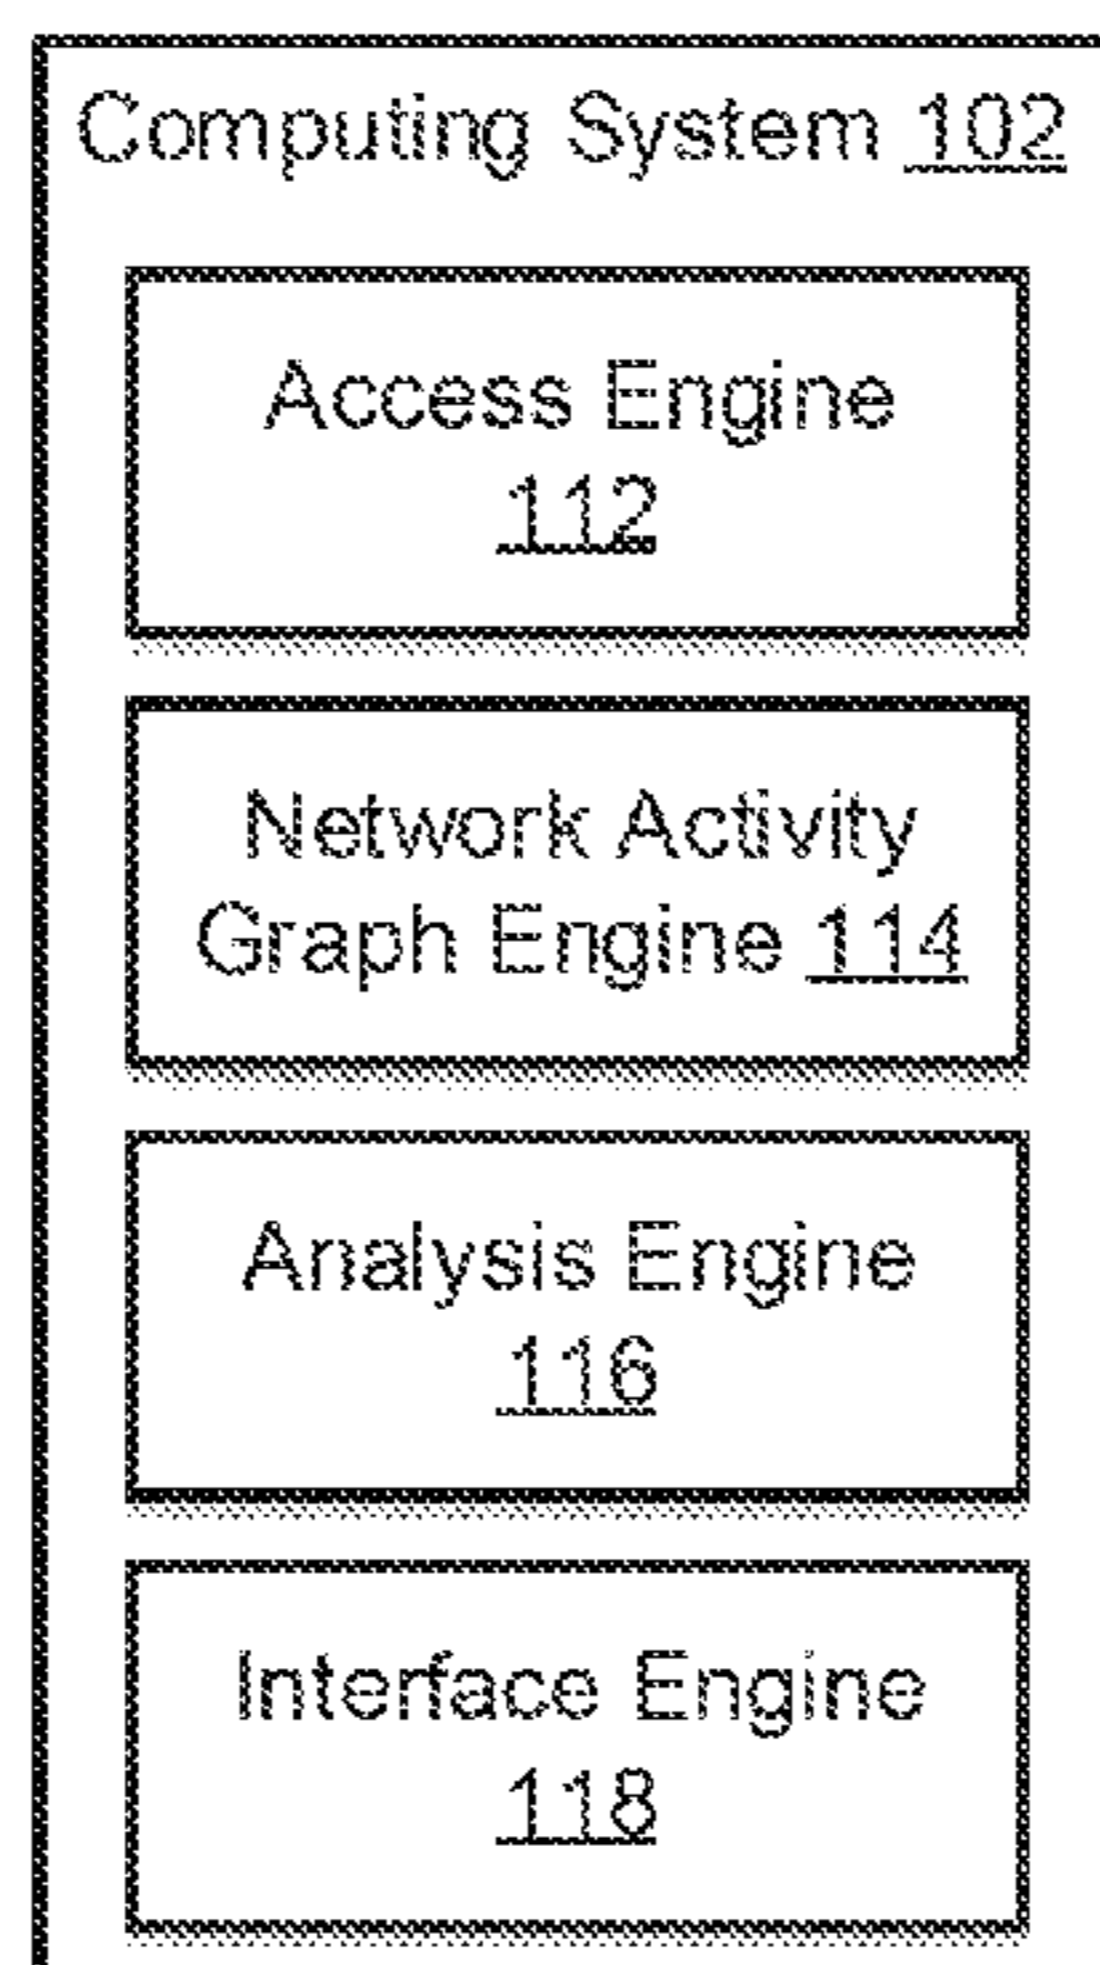 Computing System 102
Access Engine
112
Network Activity
Graph Engine 114
Analysis Engine
116
Interface Engine
118